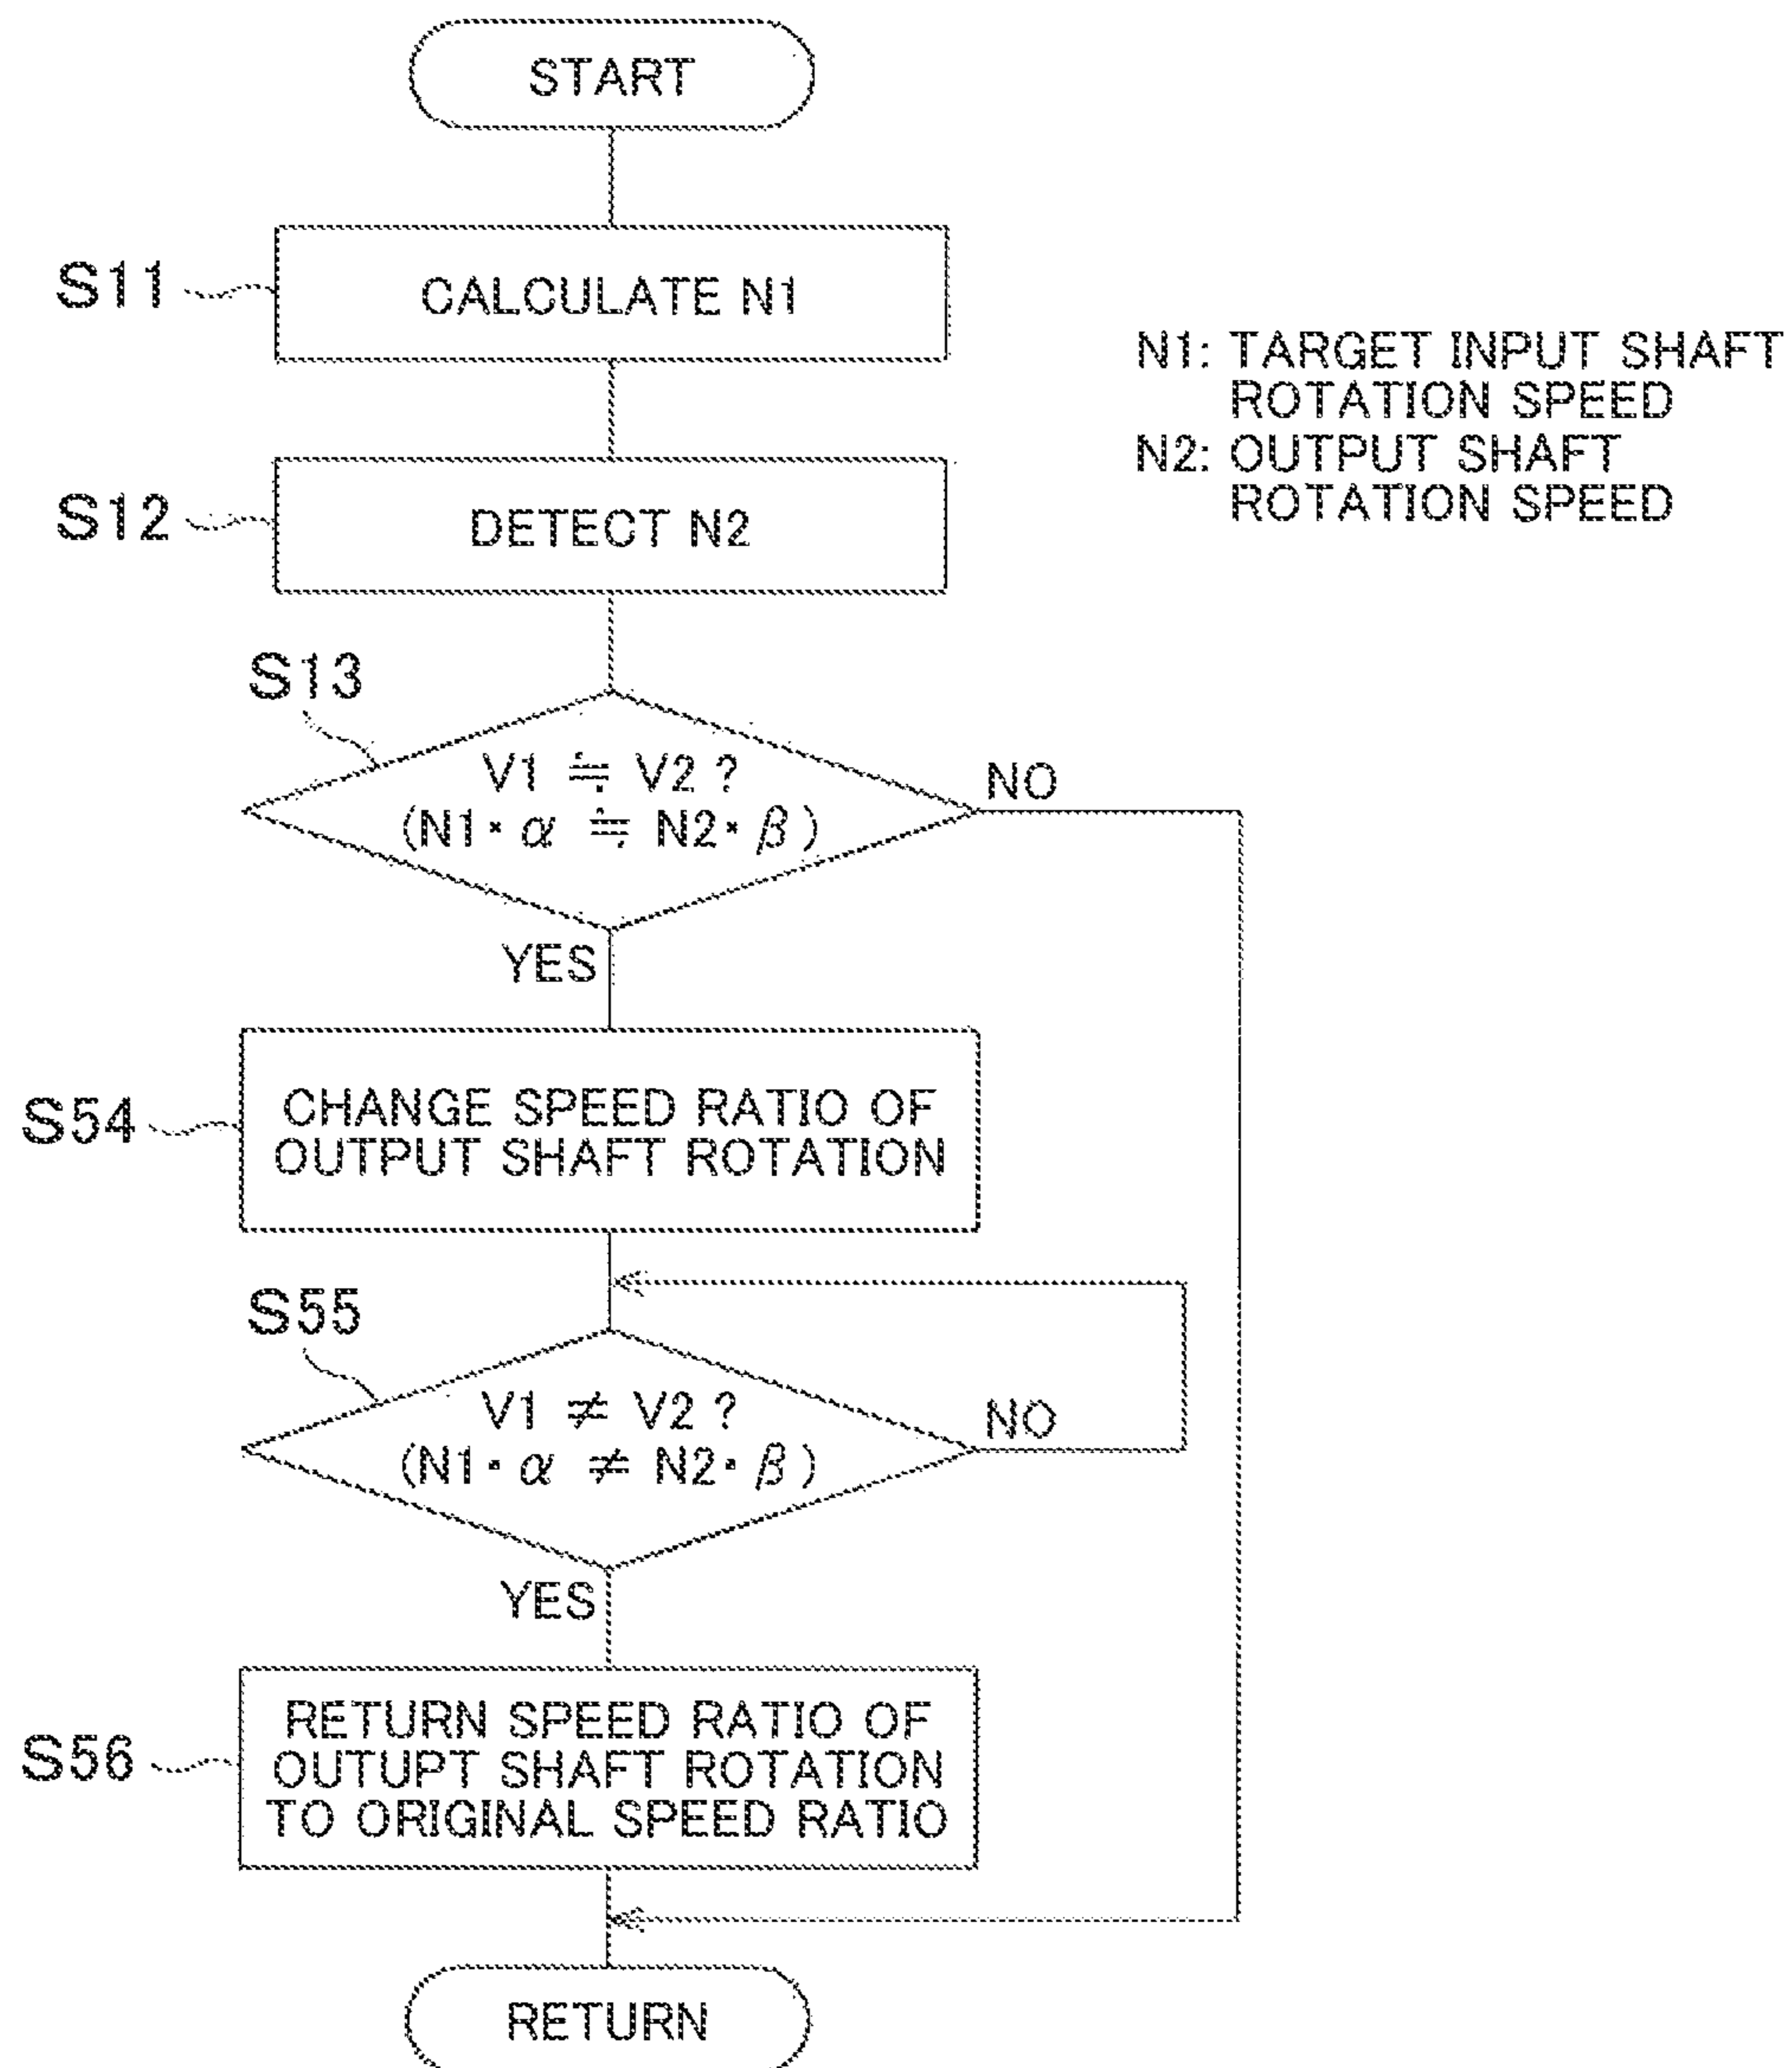 START
S11
CALCULATE N1
N1: TARGET INPUT SHAFT
ROTATION SPEED
N2: OUTPUT SHAFT
ROTATION SPEED
S12
DETECT N2
S13
V1 ≒ V2 ?
(N1・α ≒ N2・β)
NO
YES
S54
CHANGE SPEED RATIO OF
OUTPUT SHAFT ROTATION
S55
V1 ≠ V2 ?
(N1・α ≠ N2・β)
NO
YES
S56
RETURN SPEED RATIO OF
OUTUPT SHAFT ROTATION
TO ORIGINAL SPEED RATIO
RETURN